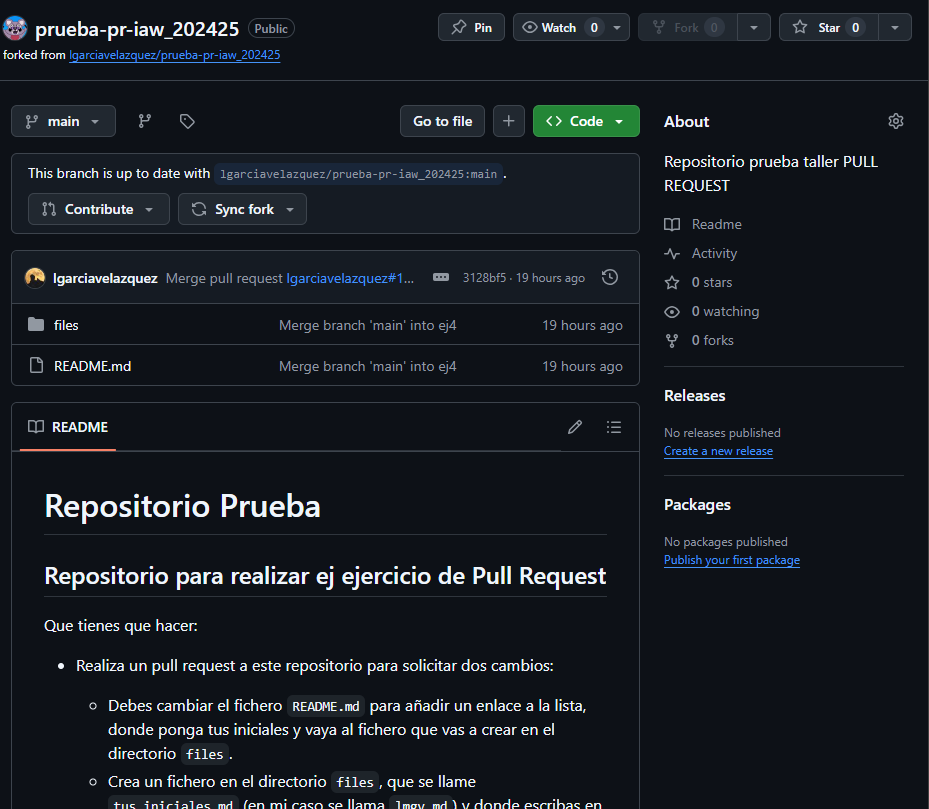 prueba-pr-iaw_202425 Public Pin Watch 0 Fork 0 Star 0
forked from lgarciavelazquez/prueba-pr-iaw_202425
main Go to file Code
This branch is up to date with lgarciavelazquez/prueba-pr-iaw_202425:main .
Contribute Sync fork
lgarciavelazquez Merge pull request lgarciavelazquez#1... 3128bf5 · 19 hours ago
files Merge branch 'main' into ej4 19 hours ago
README.md Merge branch 'main' into ej4 19 hours ago
README
Repositorio Prueba
Repositorio para realizar ej ejercicio de Pull Request
Que tienes que hacer:
Realiza un pull request a este repositorio para solicitar dos cambios:
Debes cambiar el fichero README.md para añadir un enlace a la lista,
donde ponga tus iniciales y vaya al fichero que vas a crear en el
directorio files .
Crea un fichero en el directorio files , que se llame
tus_iniciales.md (en mi caso se llama lmgv.md ) y donde escribas en
About
Repositorio prueba taller PULL
REQUEST
Readme
Activity
0 stars
0 watching
0 forks
Releases
No releases published
Create a new release
Packages
No packages published
Publish your first package